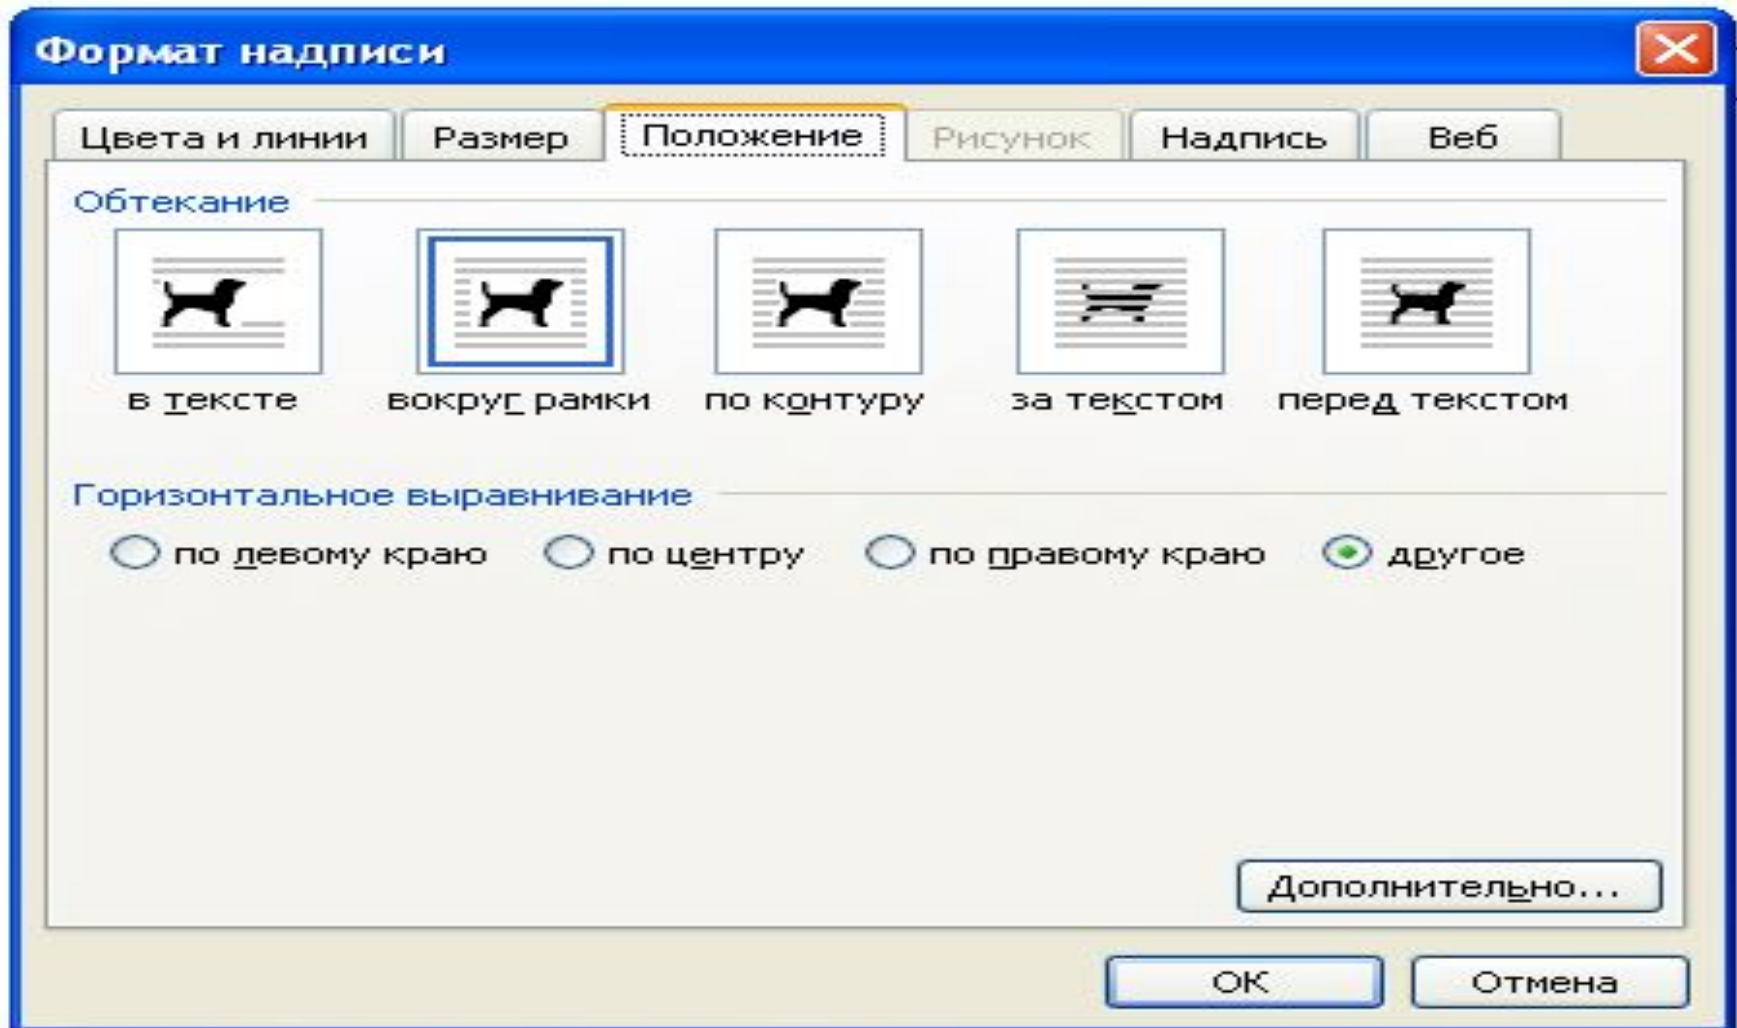 Формат надписи
Цвета и линии Размер Положение Рисунок Надпись Веб
Обтекание
в тексте вокруг рамки по контуру за текстом перед текстом
Горизонтальное выравнивание
по левому краю по центру по правому краю другое
Дополнительно...
ОК Отмена